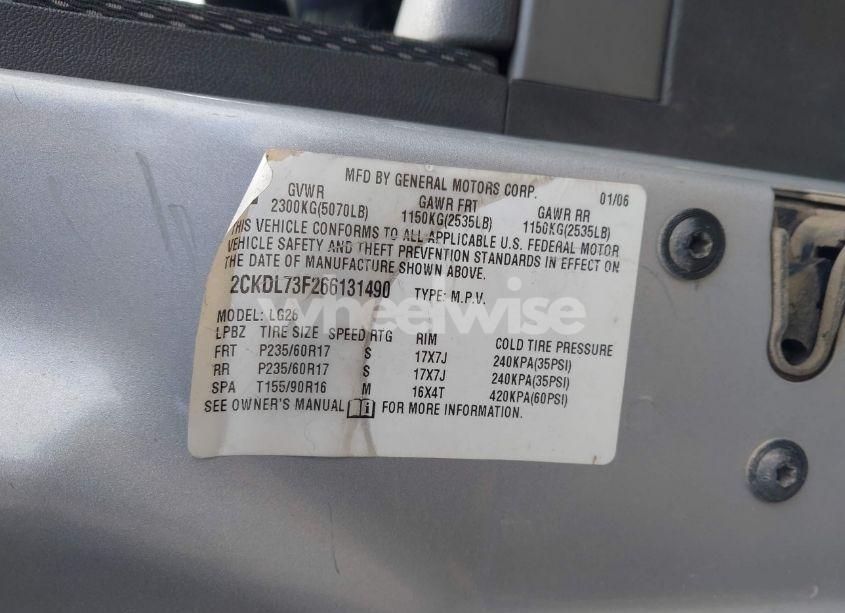 MFD BY GENERAL MOTORS CORP. 01/06
GVWR GAWR FRT GAWR RR
2300KG(5070LB) 1150KG(2535LB) 1150KG(2535LB)
THIS VEHICLE CONFORMS TO ALL APPLICABLE U.S. FEDERAL MOTOR
VEHICLE SAFETY AND THEFT PREVENTION STANDARDS IN EFFECT ON
THE DATE OF MANUFACTURE SHOWN ABOVE.
2CKDL73F266131490 TYPE: M.P.V.
wheelwise
MODEL: LG26
LPBZ TIRE SIZE SPEED RTG RIM COLD TIRE PRESSURE
FRT P235/60R17 S 17X7J 240KPA(35PSI)
RR P235/60R17 S 17X7J 240KPA(35PSI)
SPA T155/90R16 M 16X4T 420KPA(60PSI)
SEE OWNER'S MANUAL FOR MORE INFORMATION.